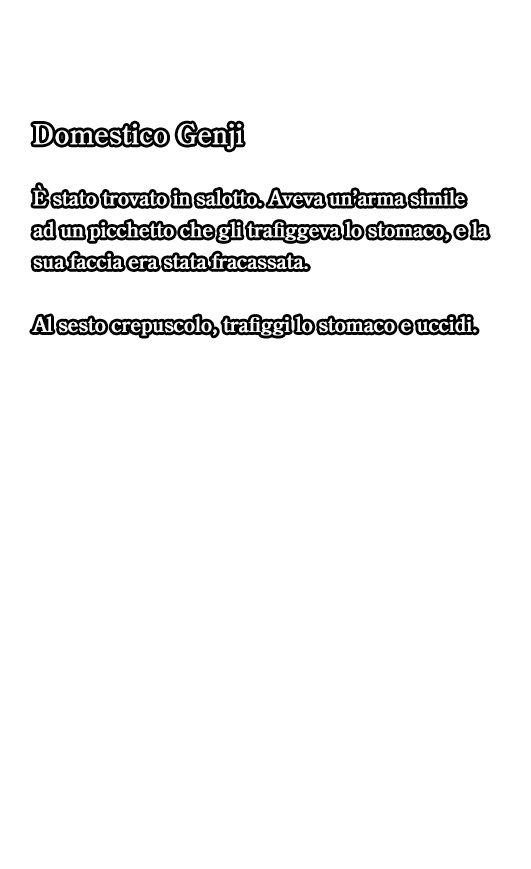 Domestico Genji
È stato trovato in salotto. Aveva un'arma simile
ad un picchetto che gli trafiggeva lo stomaco, e la
sua faccia era stata fracassata.
Al sesto crepuscolo, trafiggi lo stomaco e uccidi.